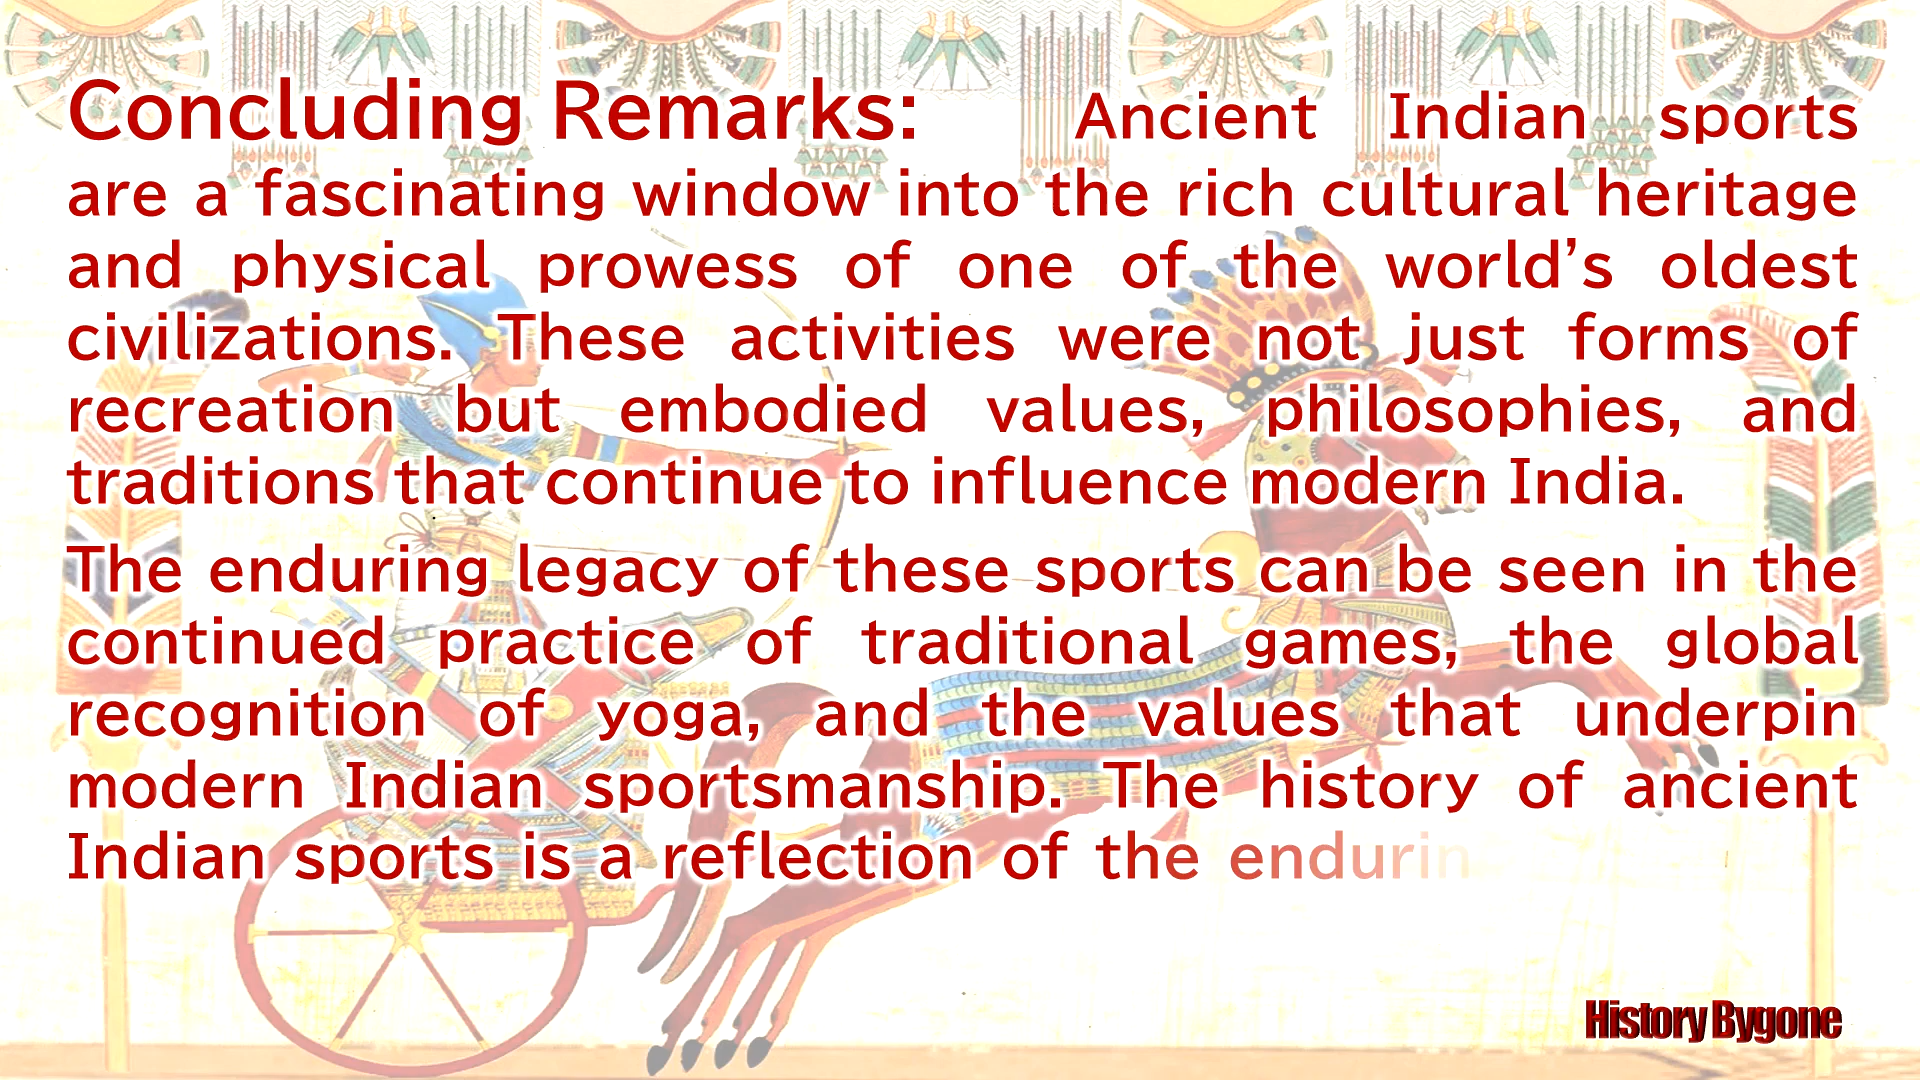 Concluding Remarks: Ancient Indian sports
are a fascinating window into the rich cultural heritage
and physical prowess of one of the world’s oldest
civilizations. These activities were not just forms of
recreation but embodied values, philosophies, and
traditions that continue to influence modern India.
The enduring legacy of these sports can be seen in the
continued practice of traditional games, the global
recognition of yoga, and the values that underpin
modern Indian sportsmanship. The history of ancient
Indian sports is a reflection of the endurin
History Bygone